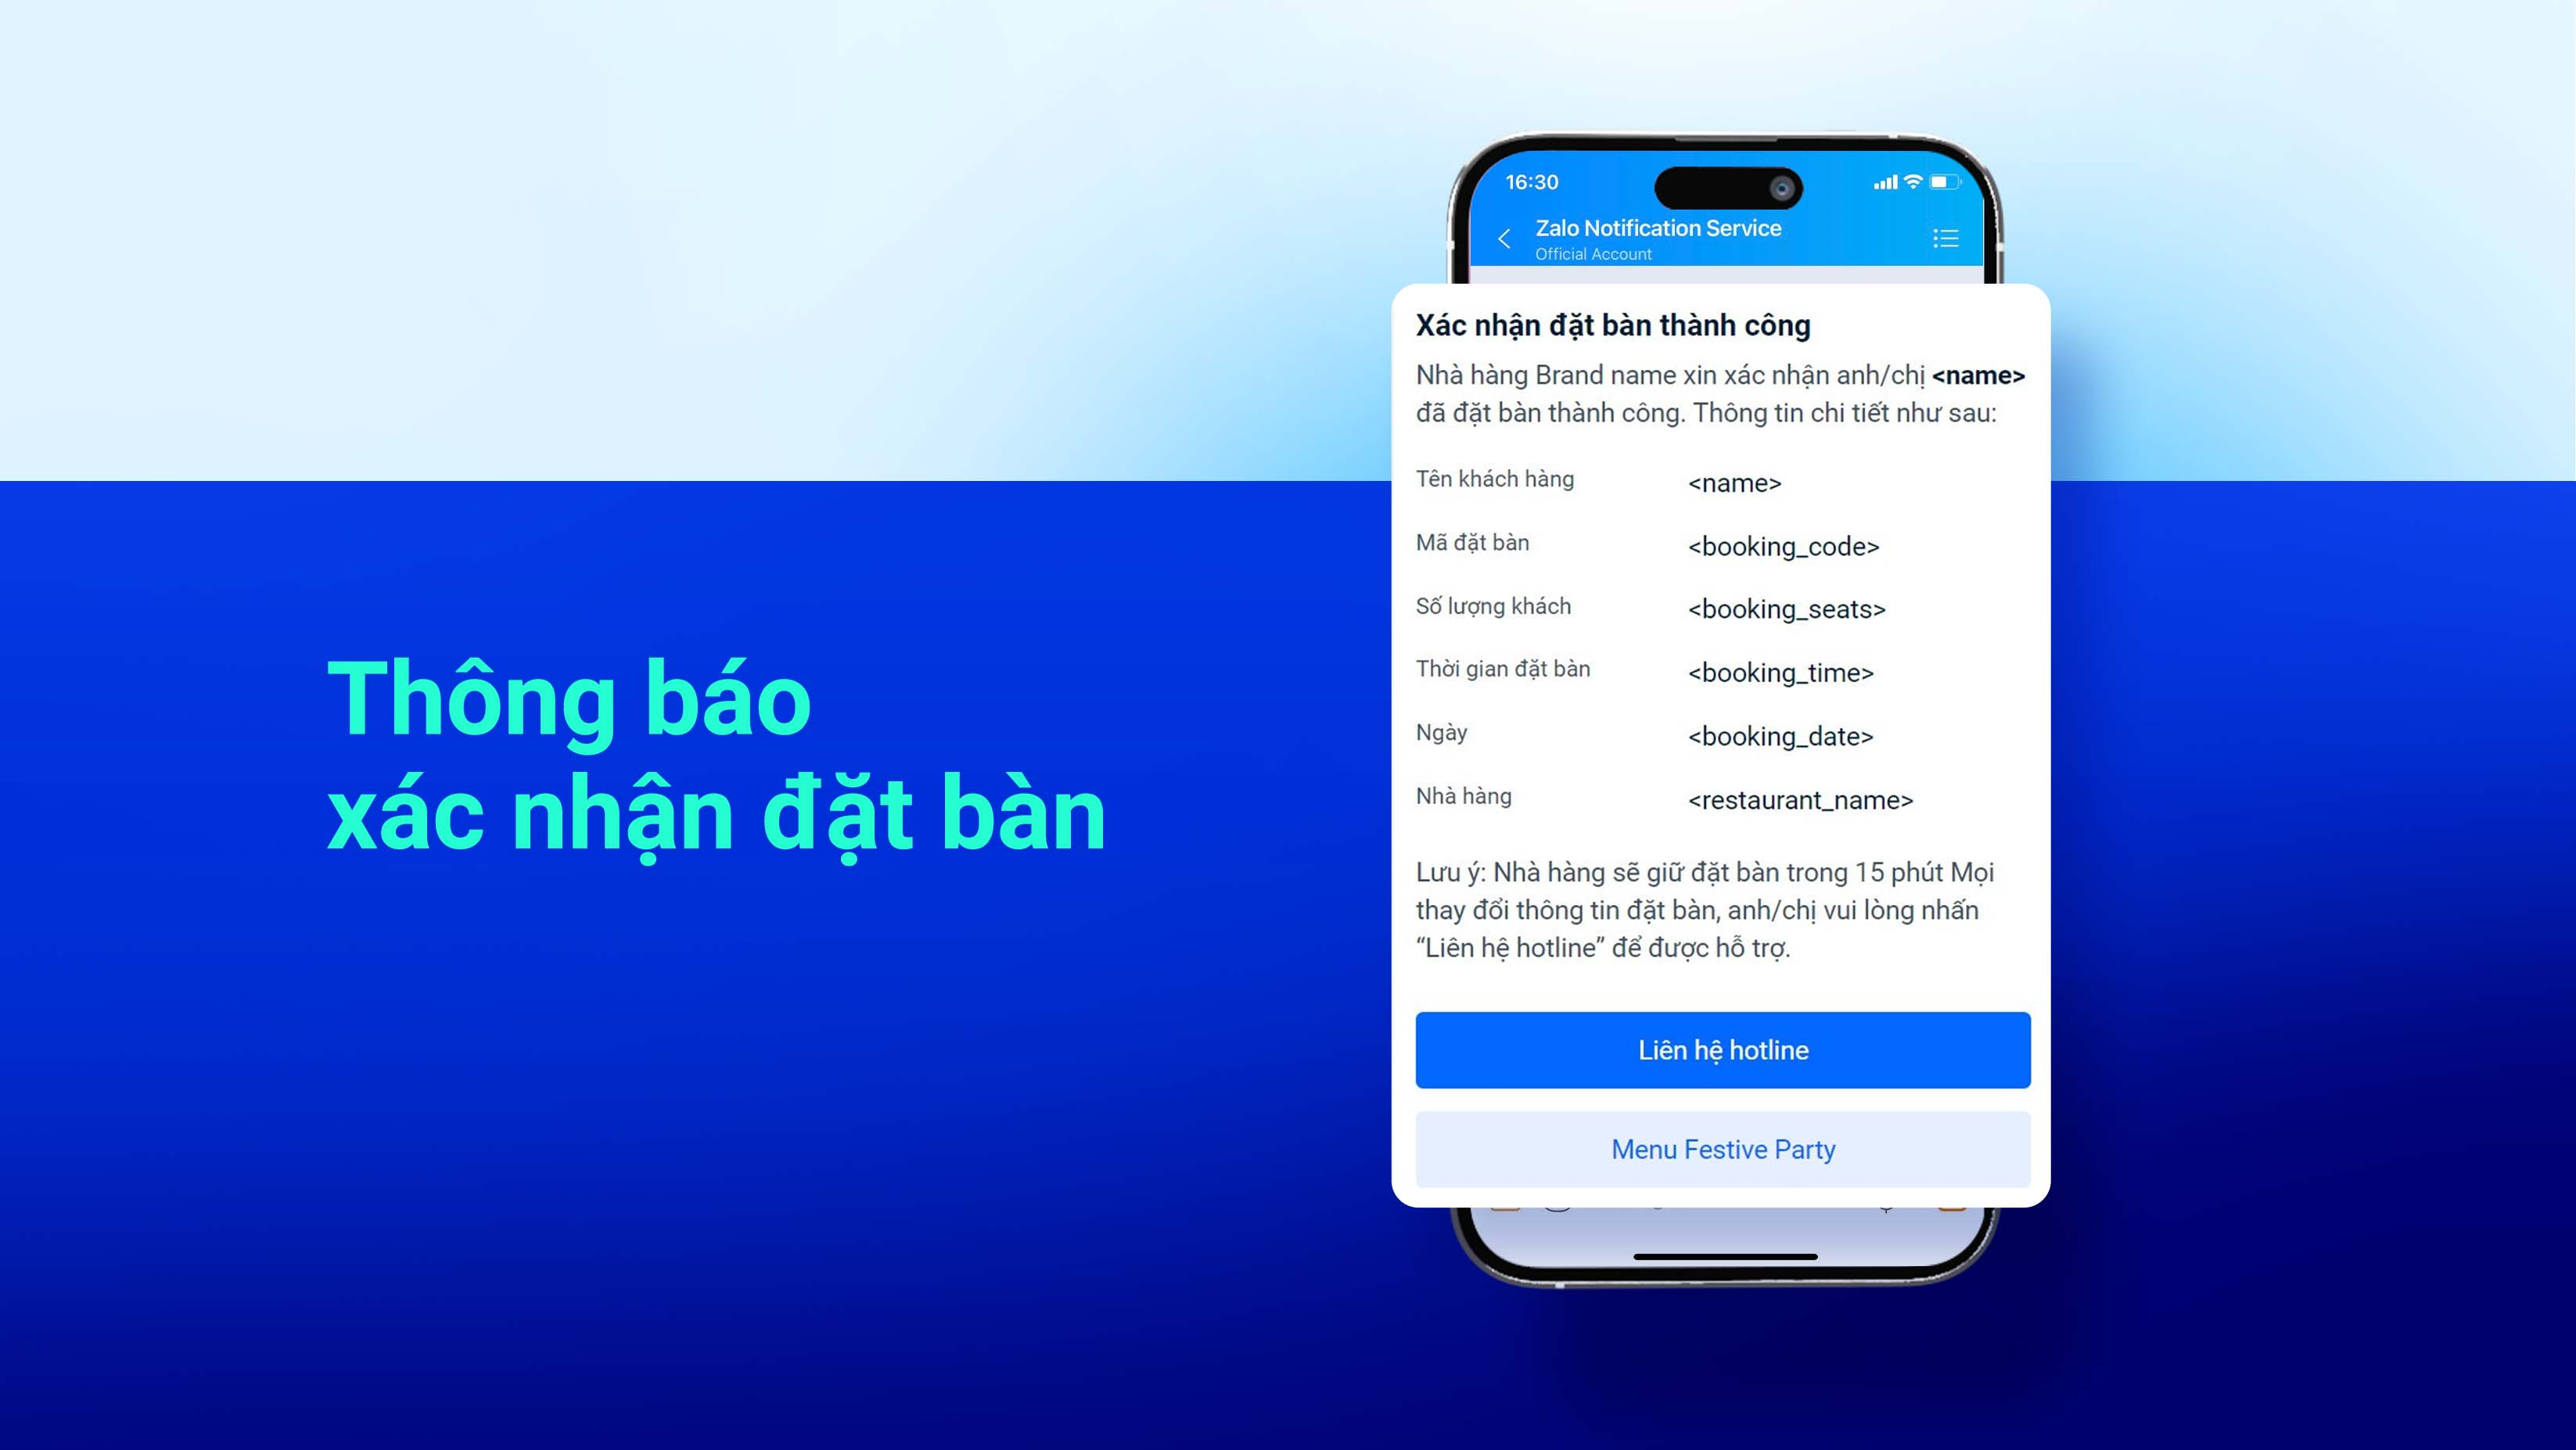 Thông báo
xác nhận đặt bàn
16:30
Zalo Notification Service
Official Account
Xác nhận đặt bàn thành công
Nhà hàng Brand name xin xác nhận anh/chị <name>
đã đặt bàn thành công. Thông tin chi tiết như sau:
Tên khách hàng <name>
Mã đặt bàn <booking_code>
Số lượng khách <booking_seats>
Thời gian đặt bàn <booking_time>
Ngày <booking_date>
Nhà hàng <restaurant_name>
Lưu ý: Nhà hàng sẽ giữ đặt bàn trong 15 phút Mọi
thay đổi thông tin đặt bàn, anh/chị vui lòng nhấn
“Liên hệ hotline” để được hỗ trợ.
Liên hệ hotline
Menu Festive Party